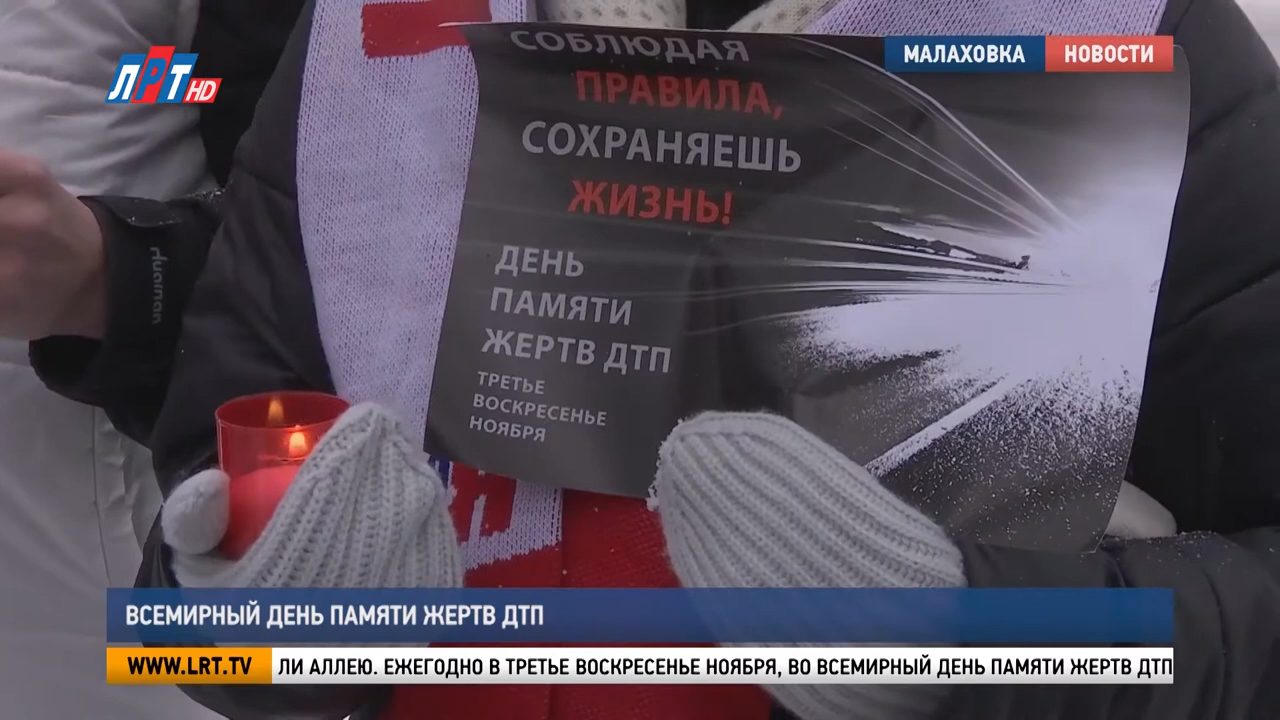 ЛРТ HD
МАЛАХОВКА НОВОСТИ
СОБЛЮДАЯ
ПРАВИЛА,
СОХРАНЯЕШЬ
ЖИЗНЬ!
ДЕНЬ
ПАМЯТИ
ЖЕРТВ ДТП
ТРЕТЬЕ
ВОСКРЕСЕНЬЕ
НОЯБРЯ
ВСЕМИРНЫЙ ДЕНЬ ПАМЯТИ ЖЕРТВ ДТП
WWW.LRT.TV ЛИ АЛЛЕЮ. ЕЖЕГОДНО В ТРЕТЬЕ ВОСКРЕСЕНЬЕ НОЯБРЯ, ВО ВСЕМИРНЫЙ ДЕНЬ ПАМЯТИ ЖЕРТВ ДТП